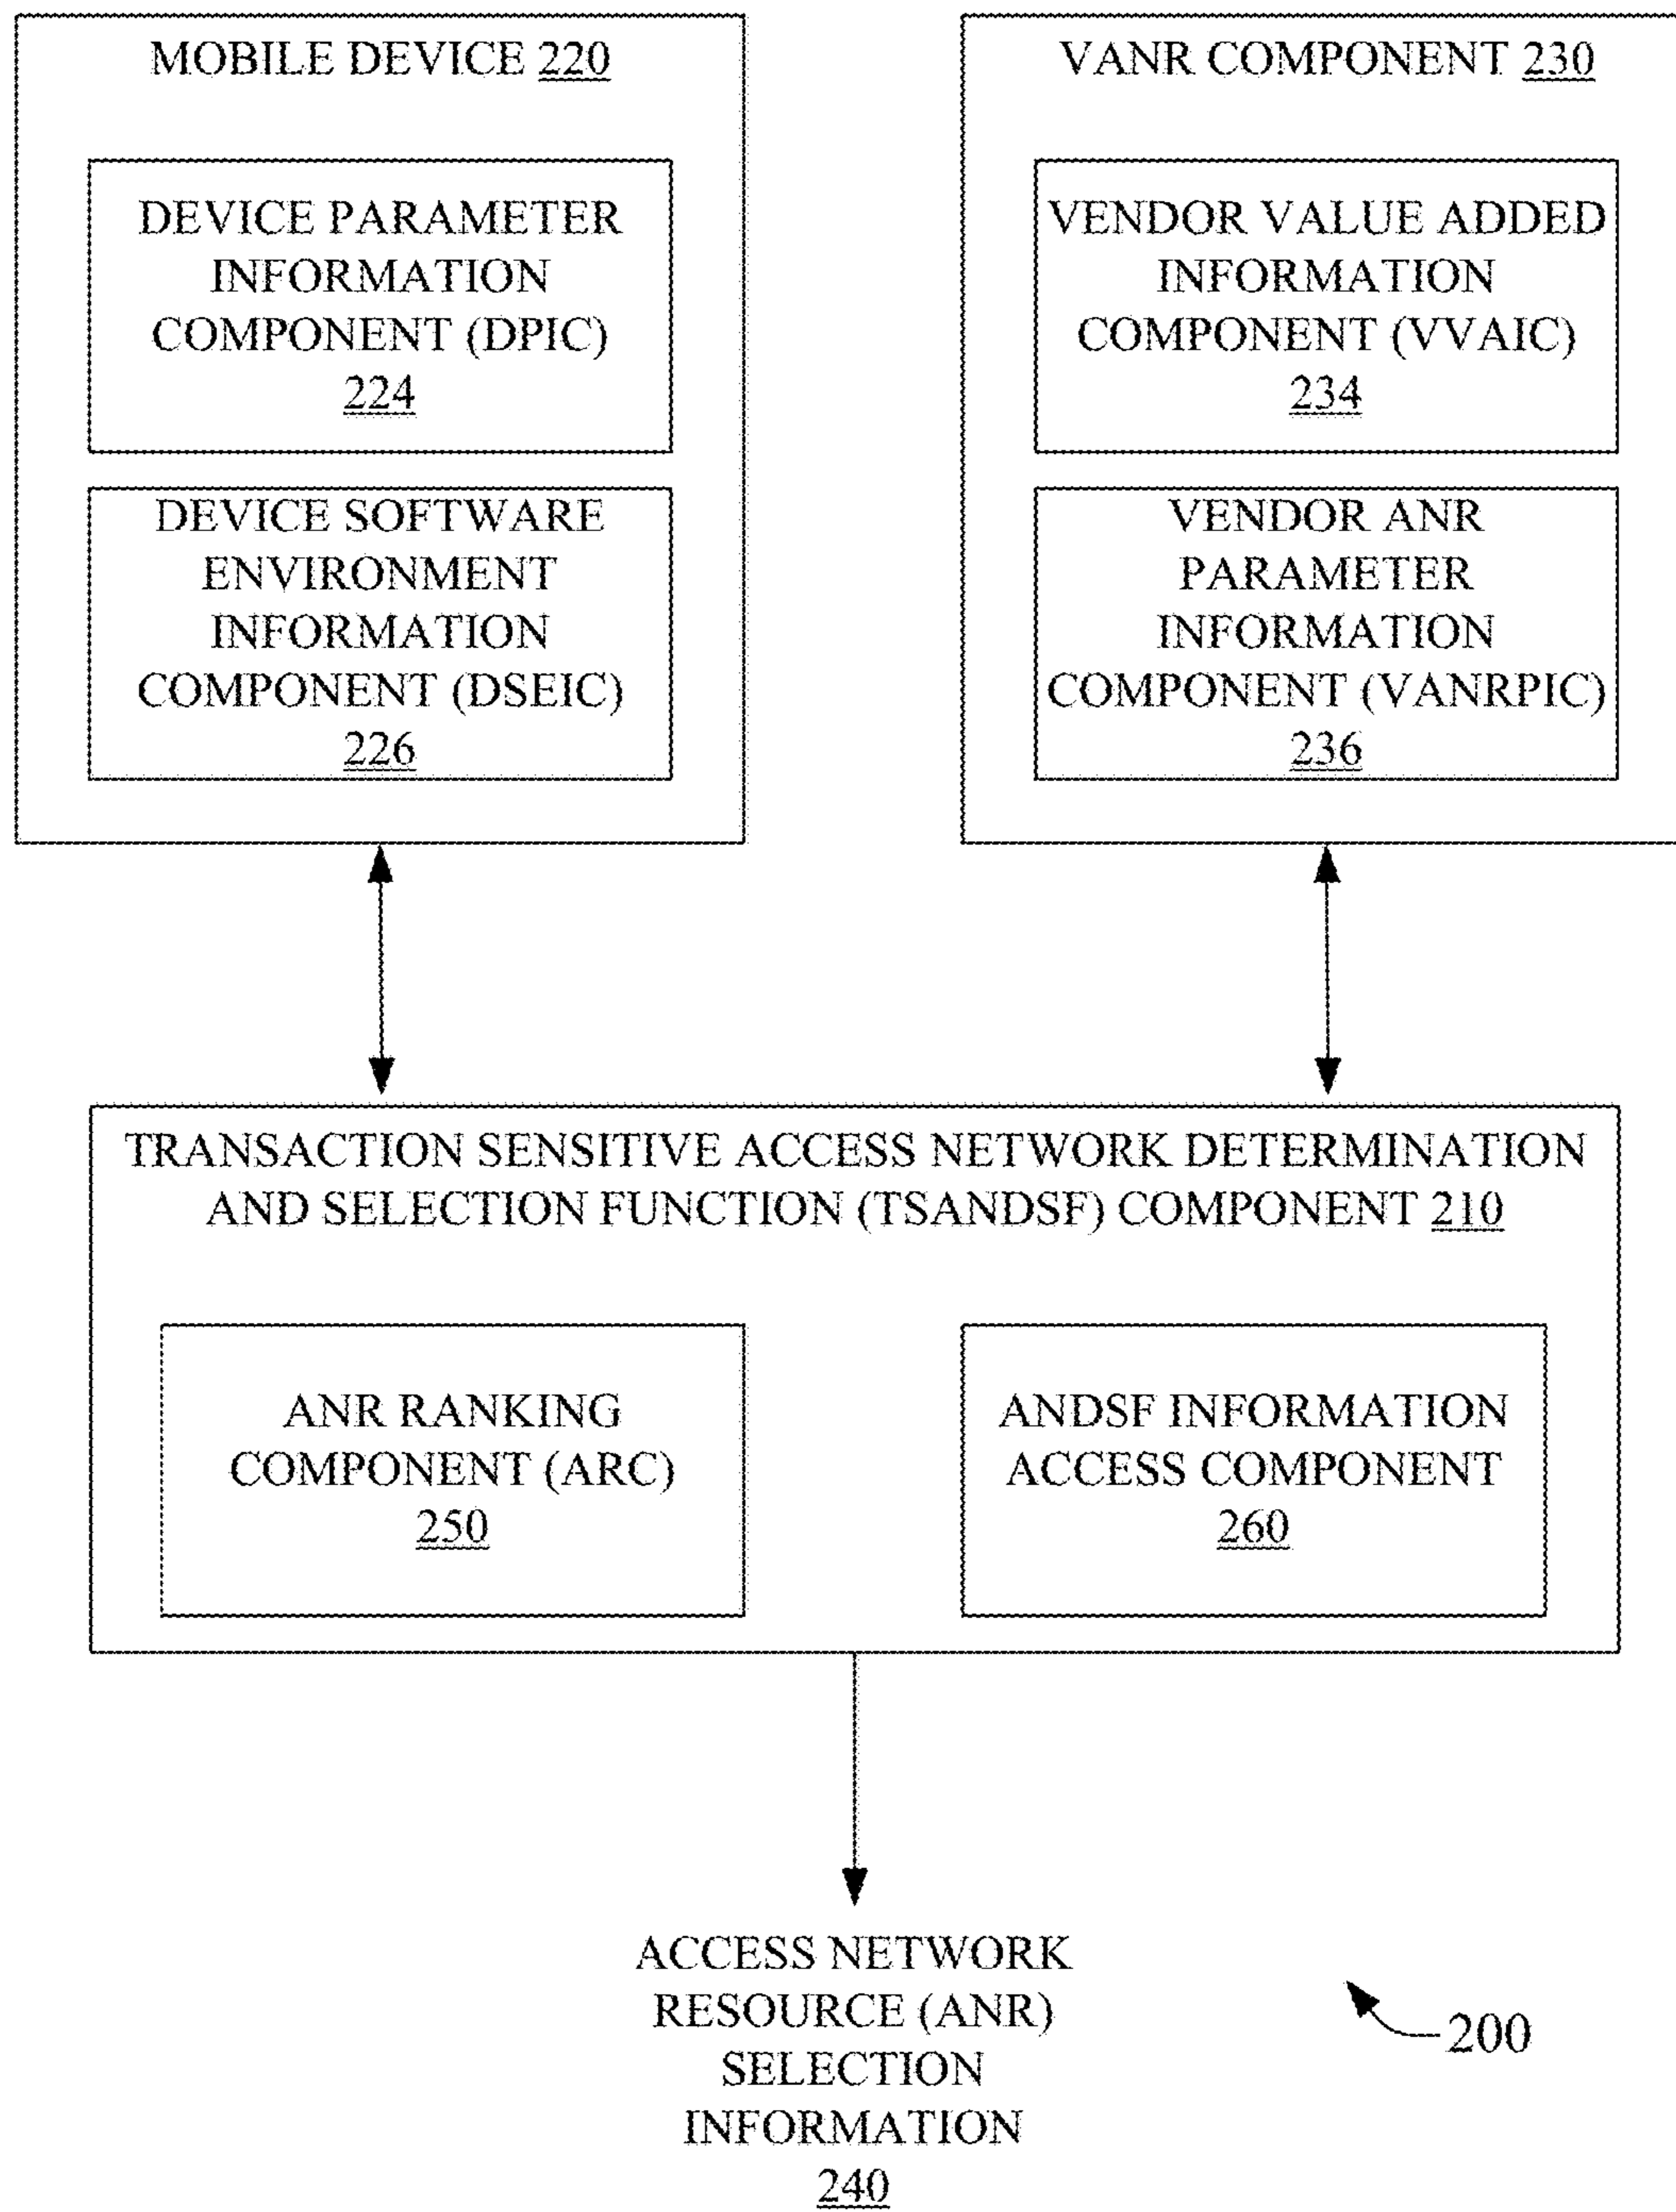 MOBILE DEVICE 220
DEVICE PARAMETER
INFORMATION
COMPONENT (DPIC)
224
DEVICE SOFTWARE
ENVIRONMENT
INFORMATION
COMPONENT (DSEIC)
226
VANR COMPONENT 230
VENDOR VALUE ADDED
INFORMATION
COMPONENT (VVAIC)
234
VENDOR ANR
PARAMETER
INFORMATION
COMPONENT (VANRPIC)
236
TRANSACTION SENSITIVE ACCESS NETWORK DETERMINATION
AND SELECTION FUNCTION (TSANDSF) COMPONENT 210
ANR RANKING
COMPONENT (ARC)
250
ANDSF INFORMATION
ACCESS COMPONENT
260
ACCESS NETWORK
RESOURCE (ANR)
SELECTION
INFORMATION
240
200